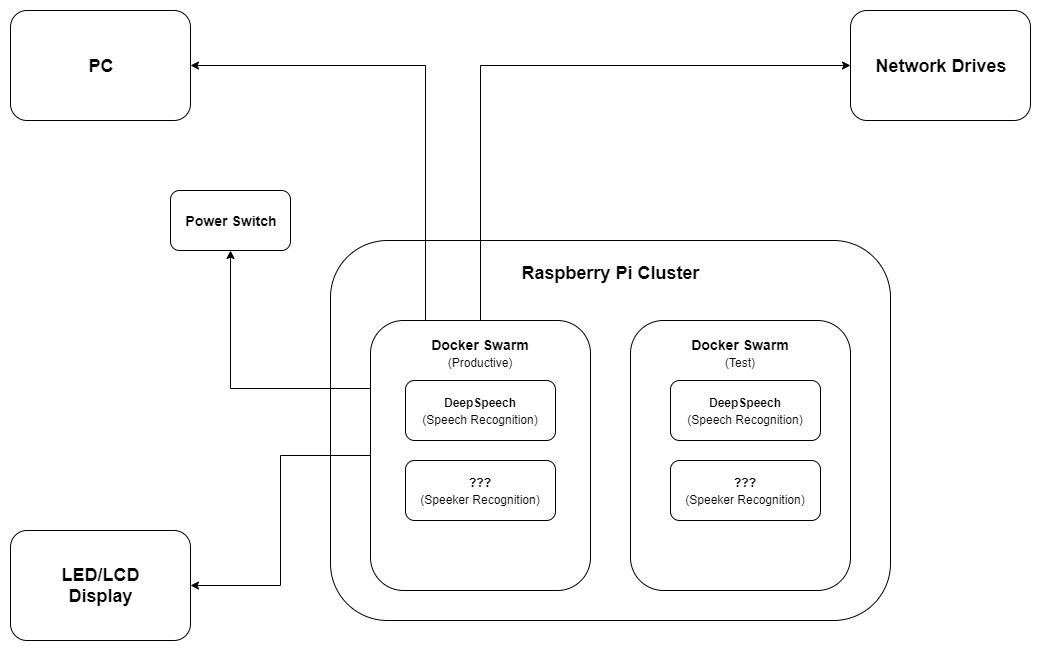 PC
Network Drives
Power Switch
Raspberry Pi Cluster
Docker Swarm
(Productive)
DeepSpeech
(Speech Recognition)
???
(Speeker Recognition)
Docker Swarm
(Test)
DeepSpeech
(Speech Recognition)
???
(Speeker Recognition)
LED/LCD
Display